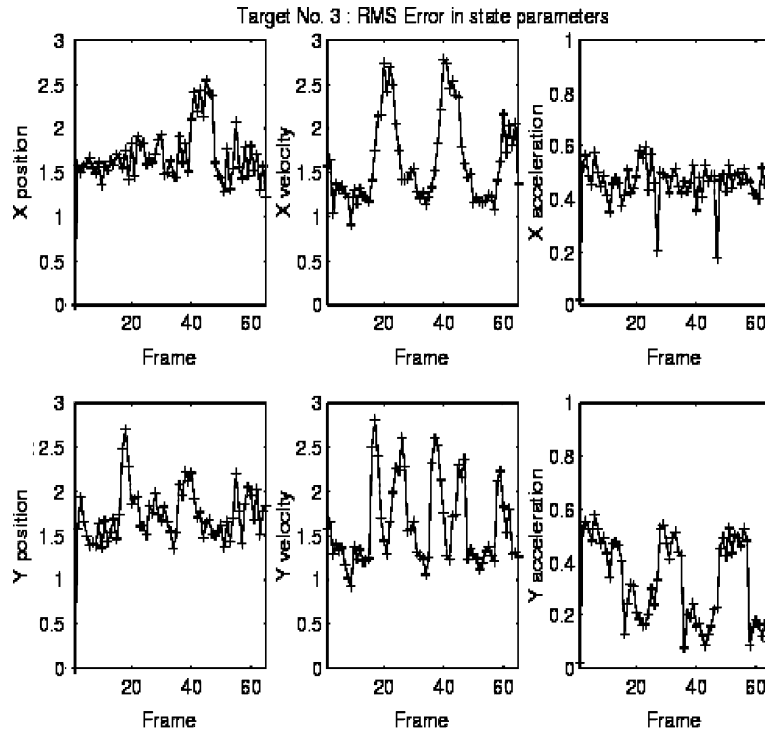 Target No. 3 : RMS Error in state parameters
3
2.5
2
1.5
1
0.5
0
20 40 60
X position
Frame
3
2.5
2
1.5
1
0.5
0
20 40 60
X velocity
Frame
1
0.8
0.6
0.4
0.2
0
20 40 60
X acceleration
Frame
3
2.5
2
1.5
1
0.5
0
20 40 60
Y position
Frame
3
2.5
2
1.5
1
0.5
0
20 40 60
Y velocity
Frame
1
0.8
0.6
0.4
0.2
0
20 40 60
Y acceleration
Frame